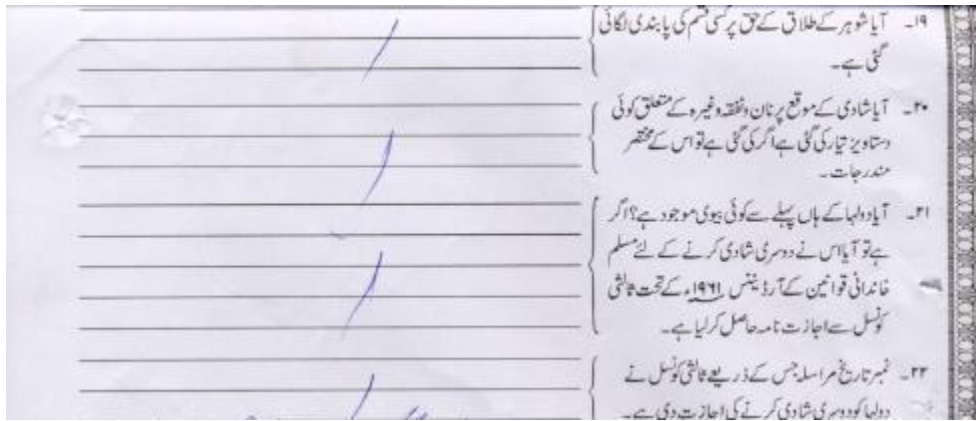 ۱۹۔ آیا شوہر کے طلاق کے حق پر کسی قسم کی پابندی لگائی
گئی ہے۔
۲۰۔ آیا شادی کے موقع پر نان ونفقہ وغیرہ کے متعلق کوئی
دستاویز تیار کی گئی ہے اگر کی گئی ہے تو اس کے مختصر
مندرجات۔
۲۱۔ آیا دولہا کے ہاں پہلے سے کوئی بیوی موجود ہے؟ اگر
ہے تو آیا اس نے دوسری شادی کرنے کے لئے مسلم
خاندانی قوانین کے آرڈیننس ۱۹۶۱ء کے تحت ثالثی
کونسل سے اجازت نامہ حاصل کر لیا ہے۔
۲۲۔ نمبر تاریخ مراسلہ جس کے ذریعے ثالثی کونسل نے
دولہا کو دوسری شادی کرنے کی اجازت دی ہے۔